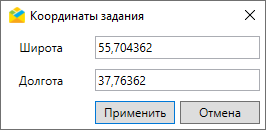 Координаты задания
Широта 55,704362
Долгота 37,76362
Применить Отмена